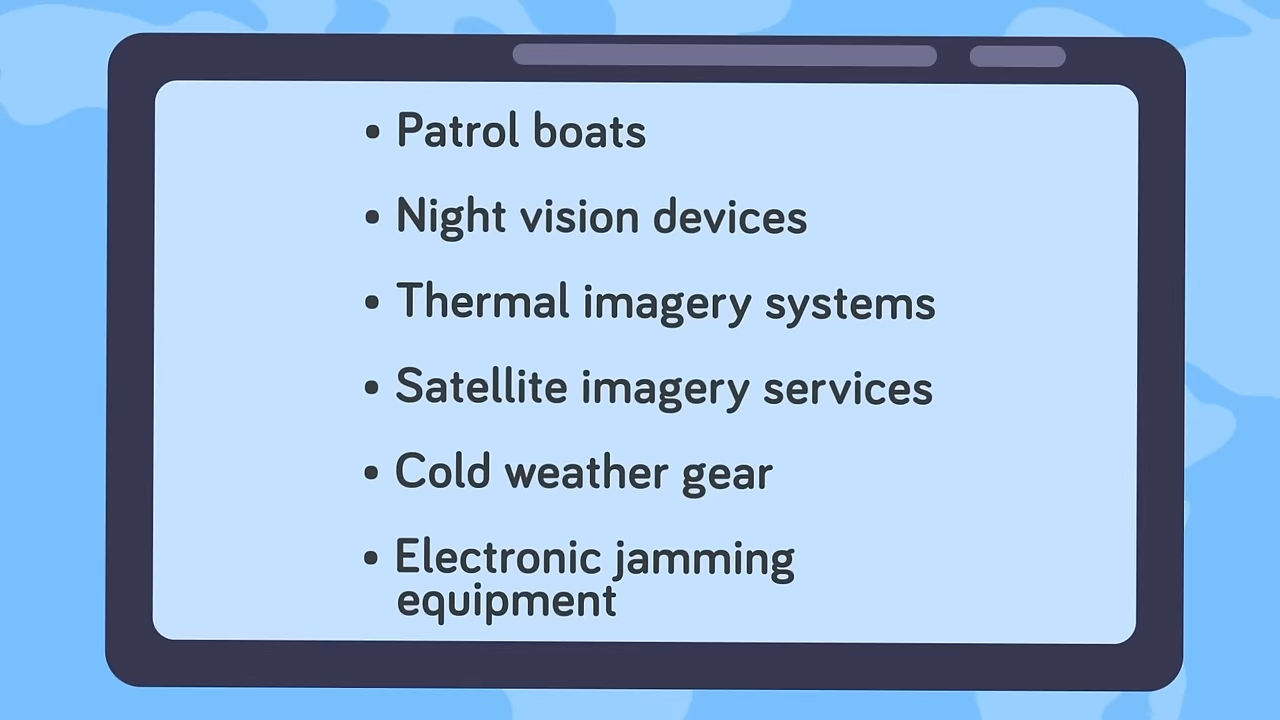 • Patrol boats
• Night vision devices
• Thermal imagery systems
• Satellite imagery services
• Cold weather gear
• Electronic jamming
equipment